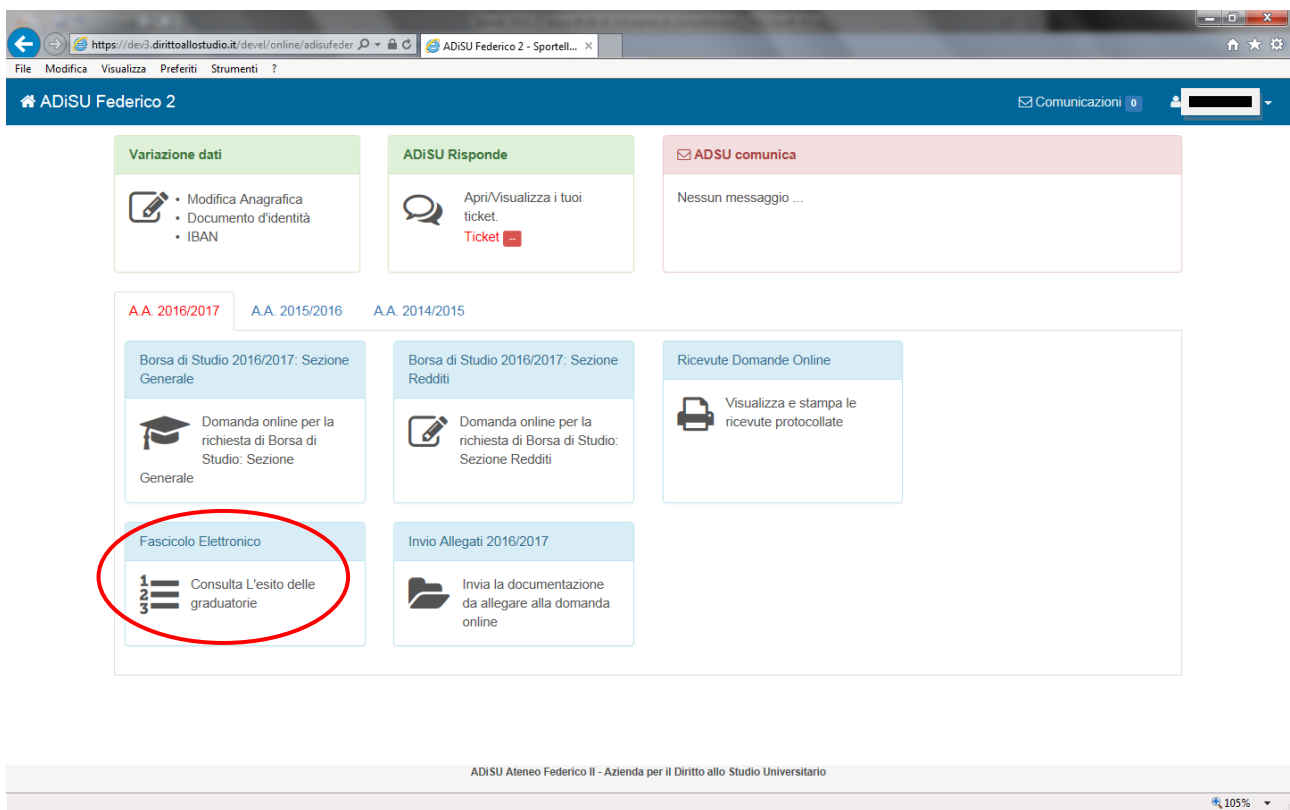 https://dev3.dirittoallostudio.it/devel/online/adisufeder
ADiSU Federico 2 - Sportell...
File Modifica Visualizza Preferiti Strumenti ?
ADiSU Federico 2
Comunicazioni 0
Variazione dati
• Modifica Anagrafica
• Documento d'identità
• IBAN
ADiSU Risponde
Apri/Visualizza i tuoi
ticket.
Ticket --
ADSU comunica
Nessun messaggio ...
A.A. 2016/2017 A.A. 2015/2016 A.A. 2014/2015
Borsa di Studio 2016/2017: Sezione
Generale
Domanda online per la
richiesta di Borsa di
Studio: Sezione
Generale
Borsa di Studio 2016/2017: Sezione
Redditi
Domanda online per la
richiesta di Borsa di Studio:
Sezione Redditi
Ricevute Domande Online
Visualizza e stampa le
ricevute protocollate
Fascicolo Elettronico
1
2
3
Consulta L'esito delle
graduatorie
Invio Allegati 2016/2017
Invia la documentazione
da allegare alla domanda
online
ADiSU Ateneo Federico II - Azienda per il Diritto allo Studio Universitario
105%